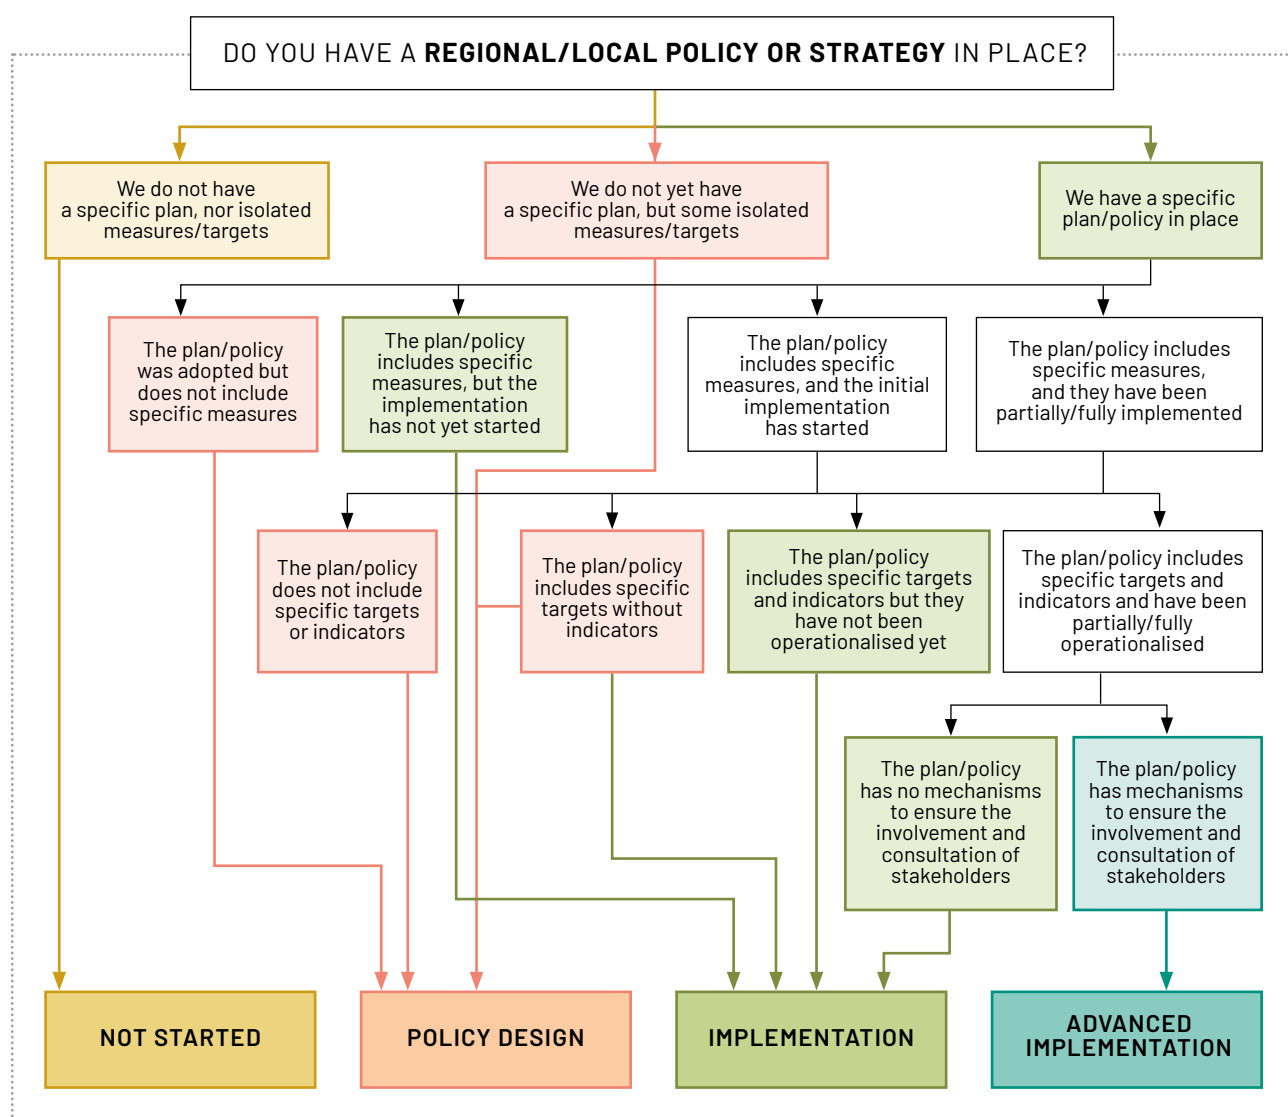 DO YOU HAVE A REGIONAL/LOCAL POLICY OR STRATEGY IN PLACE?
We do not have
a specific plan, nor isolated
measures/targets
We do not yet have
a specific plan, but some isolated
measures/targets
We have a specific
plan/policy in place
The plan/policy
was adopted but
does not include
specific measures
The plan/policy
includes specific
measures, but the
implementation
has not yet started
The plan/policy
includes specific
measures, and the initial
implementation
has started
The plan/policy includes
specific measures,
and they have been
partially/fully implemented
The plan/policy
does not include
specific targets
or indicators
The plan/policy
includes specific
targets without
indicators
The plan/policy
includes specific targets
and indicators but they
have not been
operationalised yet
The plan/policy includes
specific targets and
indicators and have been
partially/fully
operationalised
The plan/policy
has no mechanisms
to ensure the
involvement and
consultation of
stakeholders
The plan/policy
has mechanisms
to ensure the
involvement and
consultation of
stakeholders
NOT STARTED
POLICY DESIGN
IMPLEMENTATION
ADVANCED
IMPLEMENTATION